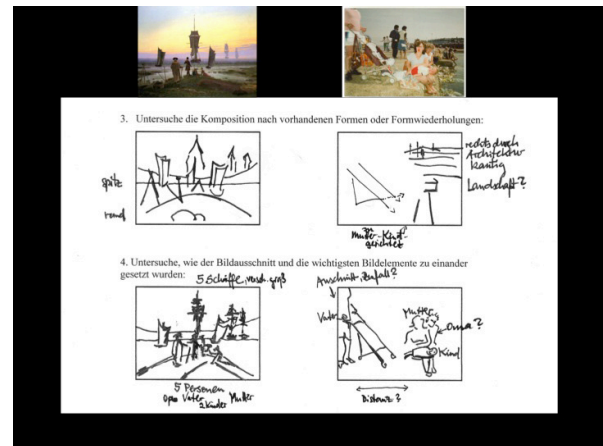 3. Untersuche die Komposition nach vorhandenen Formen oder Formwiederholungen:
spitz
rund
rechts durch
Architektur
kantig
Landschaft?
Mutter-Kind
gerichtet
4. Untersuche, wie der Bildausschnitt und die wichtigsten Bildelemente zu einander
gesetzt wurden:
5 Schiffe, versch. groß
Anschnitt, Zufall?
Vater
Mutter
Oma?
Kind
5 Personen
Opa Vater Mutter
2 Kinder
Distanz?